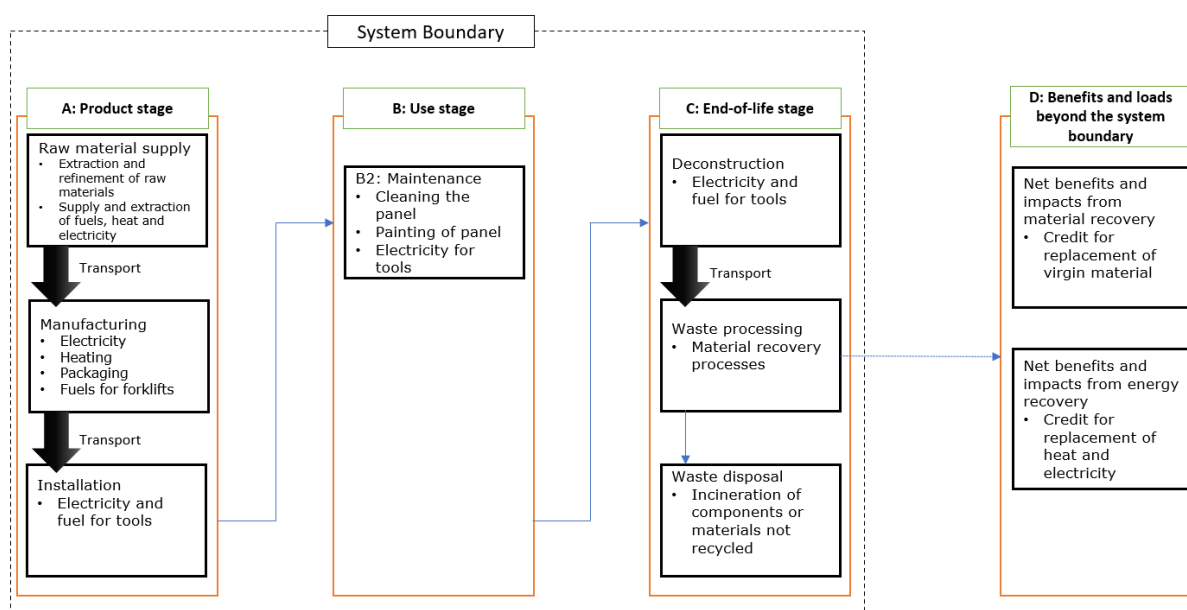 System Boundary
A: Product stage
Raw material supply
• Extraction and
refinement of raw
materials
• Supply and extraction
of fuels, heat and
electricity
Transport
Manufacturing
• Electricity
• Heating
• Packaging
• Fuels for forklifts
Transport
Installation
• Electricity and
fuel for tools
B: Use stage
B2: Maintenance
• Cleaning the
panel
• Painting of panel
• Electricity for
tools
C: End-of-life stage
Deconstruction
• Electricity and
fuel for tools
Transport
Waste processing
• Material recovery
processes
Waste disposal
• Incineration of
components or
materials not
recycled
D: Benefits and loads
beyond the system
boundary
Net benefits and
impacts from
material recovery
• Credit for
replacement of
virgin material
Net benefits and
impacts from energy
recovery
• Credit for
replacement of
heat and
electricity